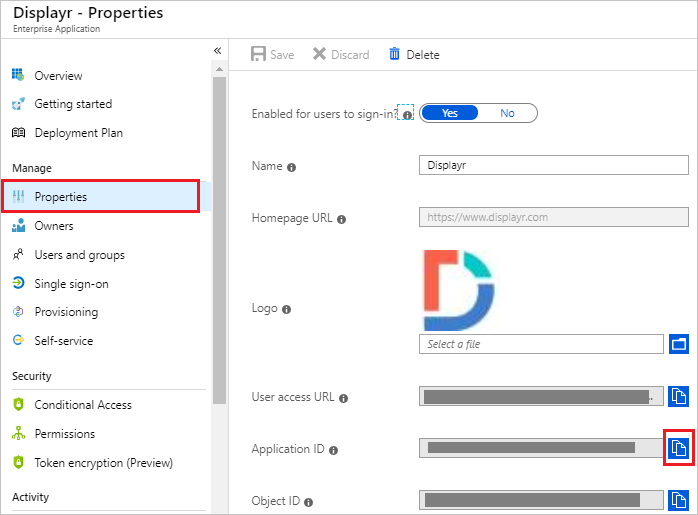 Displayr - Properties
Enterprise Application
«
Overview
Getting started
Deployment Plan
Manage
Properties
Owners
Users and groups
Single sign-on
Provisioning
Self-service
Security
Conditional Access
Permissions
Token encryption (Preview)
Activity
Save Discard Delete
Enabled for users to sign-in? Yes No
Name Displayr
Homepage URL https://www.displayr.com
Logo
Select a file
User access URL ..
Application ID
Object ID